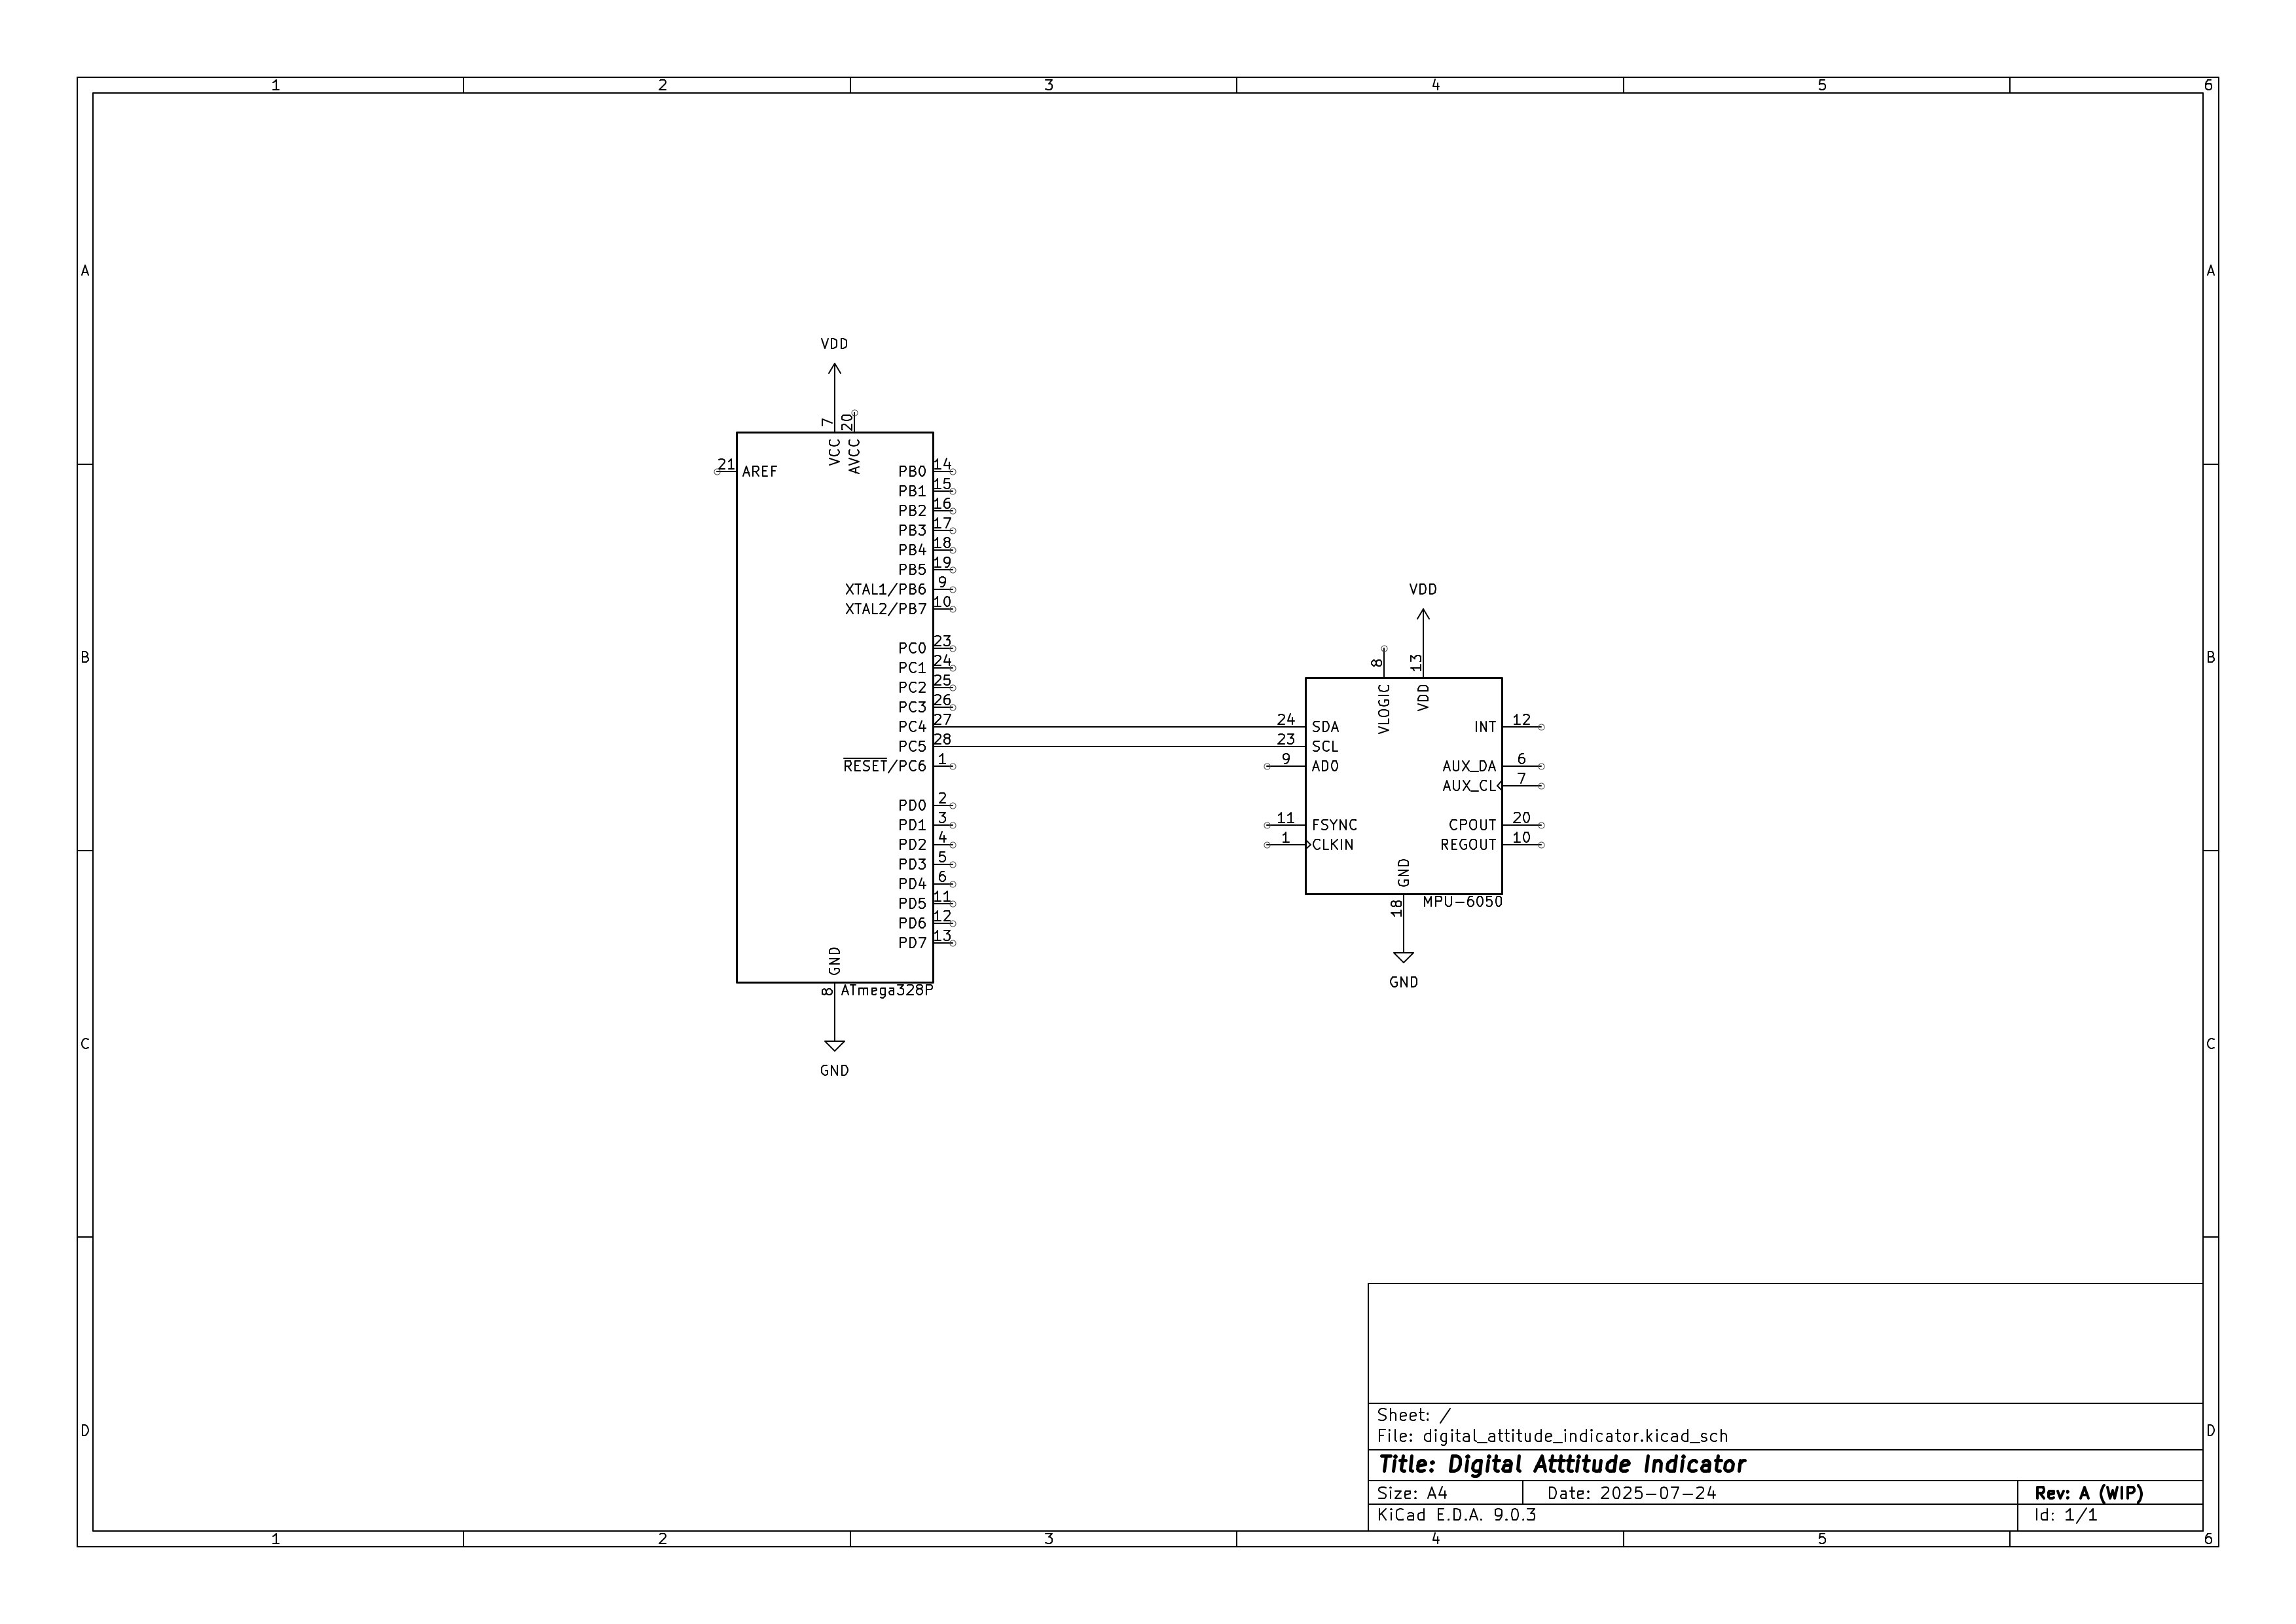 1 2 3 4 5 6
A A
VDD
7 20
VCC AVCC
21 AREF
PB0 14
PB1 15
PB2 16
PB3 17
PB4 18
PB5 19
XTAL1/PB6 9
XTAL2/PB7 10
PC0 23
PC1 24
PC2 25
PC3 26
PC4 27
PC5 28
RESET/PC6 1
PD0 2
PD1 3
PD2 4
PD3 5
PD4 6
PD5 11
PD6 12
PD7 13
GND
8 ATmega328P
GND
B B
VDD
8 13
VLOGIC VDD
24 SDA INT 12
23 SCL
9 AD0 AUX_DA 6
AUX_CL 7
11 FSYNC CPOUT 20
1 CLKIN REGOUT 10
GND
18 MPU-6050
GND
C C
D D
Sheet: /
File: digital_attitude_indicator.kicad_sch
Title: Digital Atttitude Indicator
Size: A4 Date: 2025-07-24 Rev: A (WIP)
KiCad E.D.A. 9.0.3 Id: 1/1
1 2 3 4 5 6